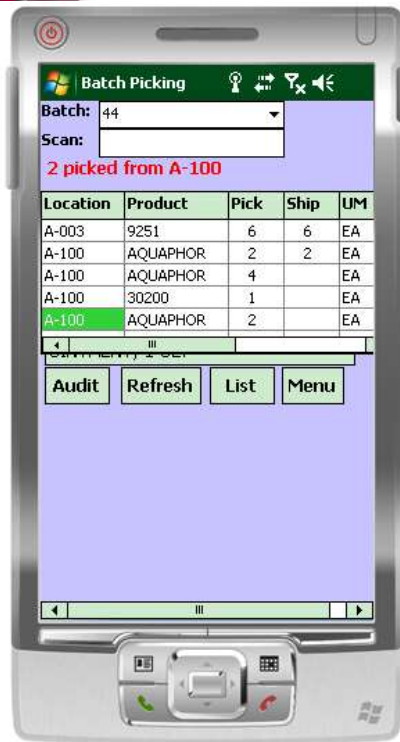 Batch Picking
Batch: 44
Scan:
2 picked from A-100
Location Product Pick Ship UM
A-003 9251 6 6 EA
A-100 AQUAPHOR 2 2 EA
A-100 AQUAPHOR 4 EA
A-100 30200 1 EA
A-100 AQUAPHOR 2 EA
Audit Refresh List Menu